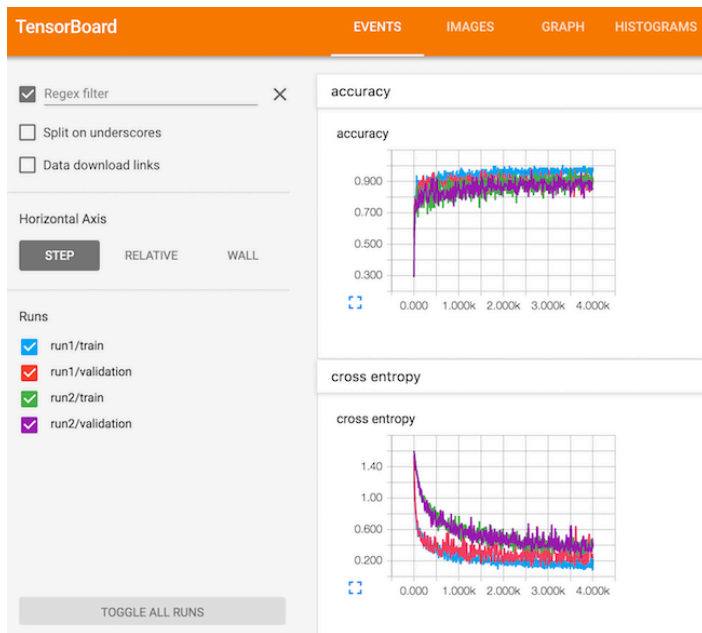 TensorBoard
EVENTS IMAGES GRAPH HISTOGRAMS
Regex filter
Split on underscores
Data download links
Horizontal Axis
STEP RELATIVE WALL
Runs
run1/train
run1/validation
run2/train
run2/validation
TOGGLE ALL RUNS
accuracy
accuracy
0.900
0.700
0.500
0.300
0.000 1.000k 2.000k 3.000k 4.000k
cross entropy
cross entropy
1.40
1.00
0.600
0.200
0.000 1.000k 2.000k 3.000k 4.000k